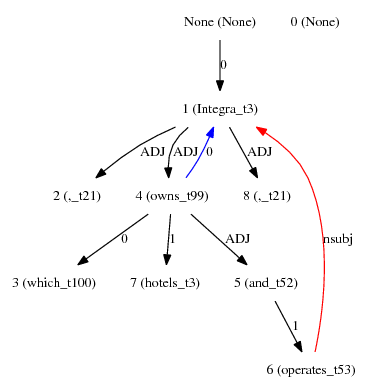 None (None) 0 (None)
0
1 (Integra_t3)
ADJ ADJ 0 ADJ
2 (,_t21) 4 (owns_t99) 8 (,_t21)
0 1 ADJ nsubj
3 (which_t100) 7 (hotels_t3) 5 (and_t52)
1
6 (operates_t53)